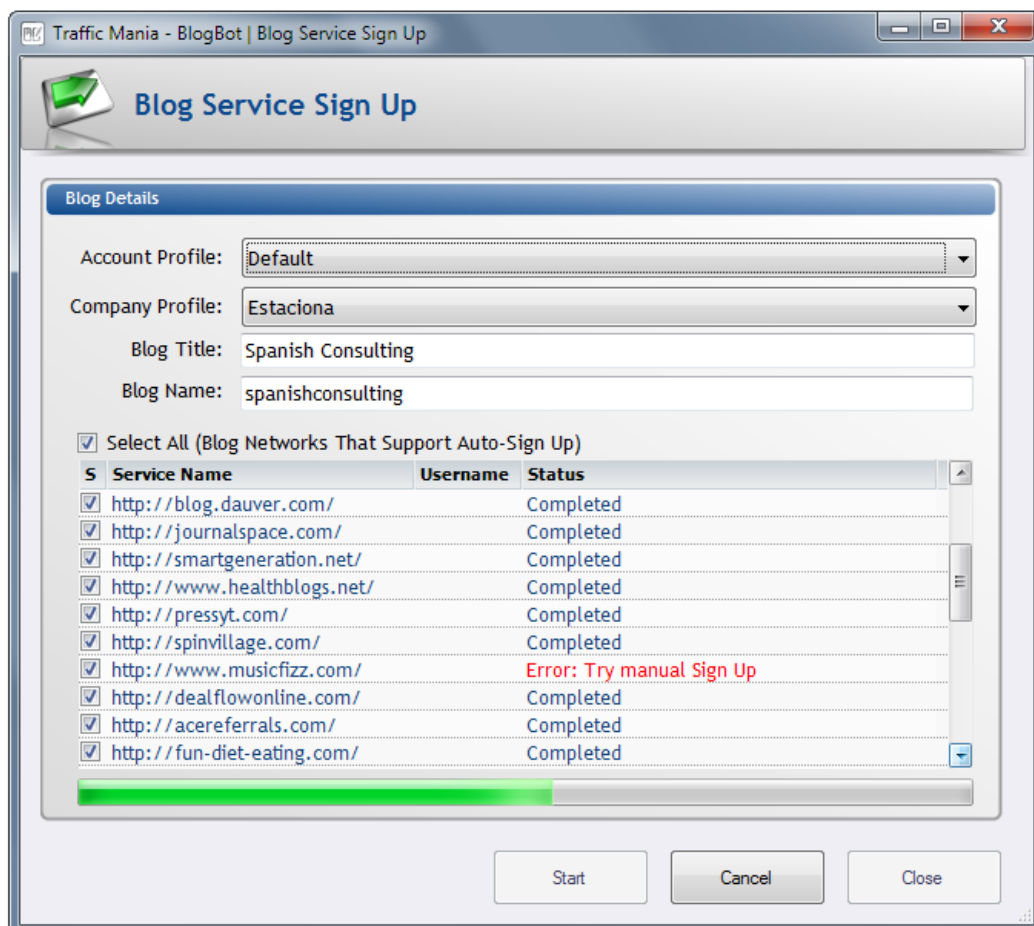 Traffic Mania - BlogBot | Blog Service Sign Up
Blog Service Sign Up
Blog Details
Account Profile: Default
Company Profile: Estaciona
Blog Title: Spanish Consulting
Blog Name: spanishconsulting
Select All (Blog Networks That Support Auto-Sign Up)
S Service Name Username Status
http://blog.dauver.com/ Completed
http://journalspace.com/ Completed
http://smartgeneration.net/ Completed
http://www.healthblogs.net/ Completed
http://pressyt.com/ Completed
http://spinvillage.com/ Completed
http://www.musicfizz.com/ Error: Try manual Sign Up
http://dealflowonline.com/ Completed
http://acereferrals.com/ Completed
http://fun-diet-eating.com/ Completed
Start Cancel Close